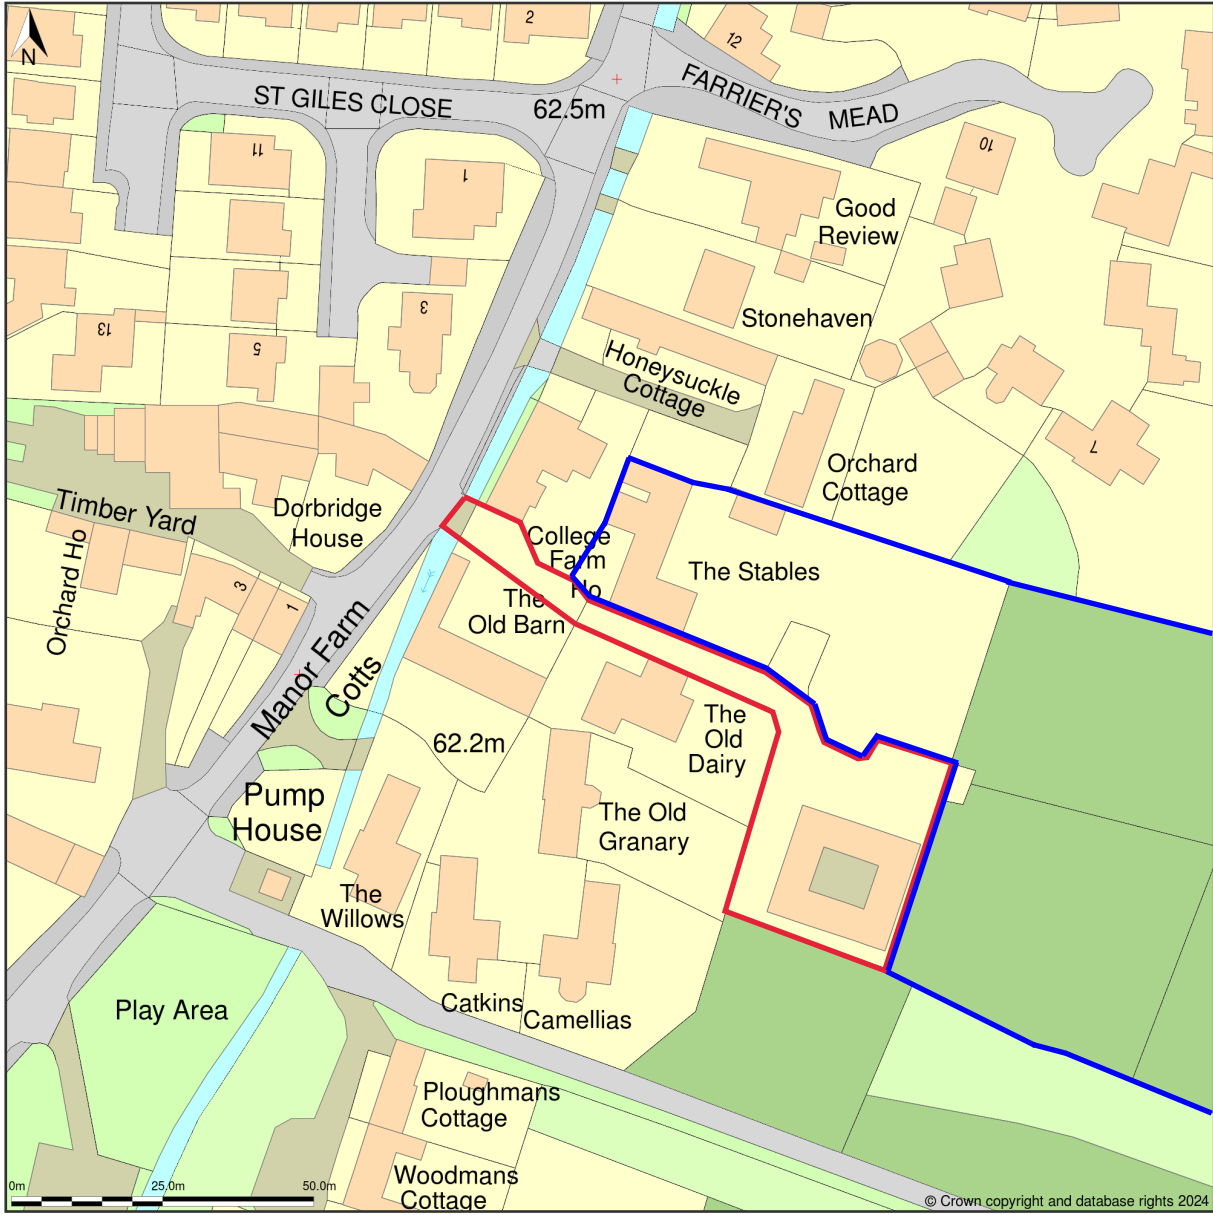 2
12
N
ST GILES CLOSE
62.5m
FARRIER'S MEAD
11
1
10
Good
Review
3
Stonehaven
13
5
Honeysuckle
Cottage
7
Orchard
Cottage
Timber Yard
Dorbridge
House
College
Farm
Ho
The Stables
Orchard Ho
3
1
The
Old Barn
Manor Farm
Cotts
The
Old
Dairy
62.2m
Pump
House
The Old
Granary
The
Willows
Catkins
Camellias
Play Area
Ploughmans
Cottage
Woodmans
Cottage
0m 25.0m 50.0m
© Crown copyright and database rights 2024